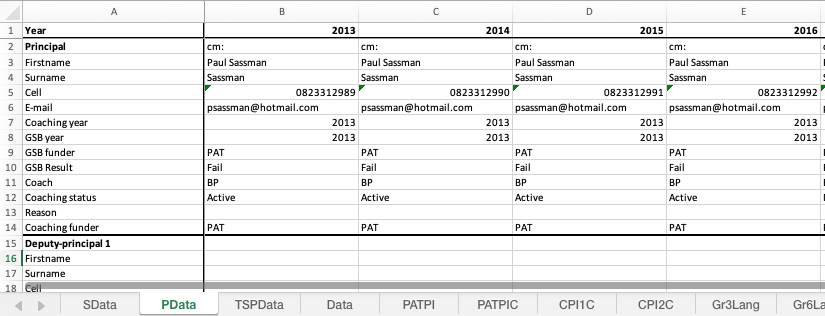 A B C D E
1 Year 2013 2014 2015 2016
2 Principal cm: cm: cm: cm:
3 Firstname Paul Sassman Paul Sassman Paul Sassman Paul Sassman
4 Surname Sassman Sassman Sassman Sassman
5 Cell 0823312989 0823312990 0823312991 0823312992
6 E-mail psassman@hotmail.com psassman@hotmail.com psassman@hotmail.com psassman@hotmail.com
7 Coaching year 2013 2013 2013 2013
8 GSB year 2013 2013 2013 2013
9 GSB funder PAT PAT PAT PAT
10 GSB Result Fail Fail Fail Fail
11 Coach BP BP BP BP
12 Coaching status Active Active Active Active
13 Reason
14 Coaching funder PAT PAT PAT PAT
15 Deputy-principal 1
16 Firstname
17 Surname
18 Cell
SData PData TSPData Data PATPI PATPIC CPI1C CPI2C Gr3Lang Gr6La